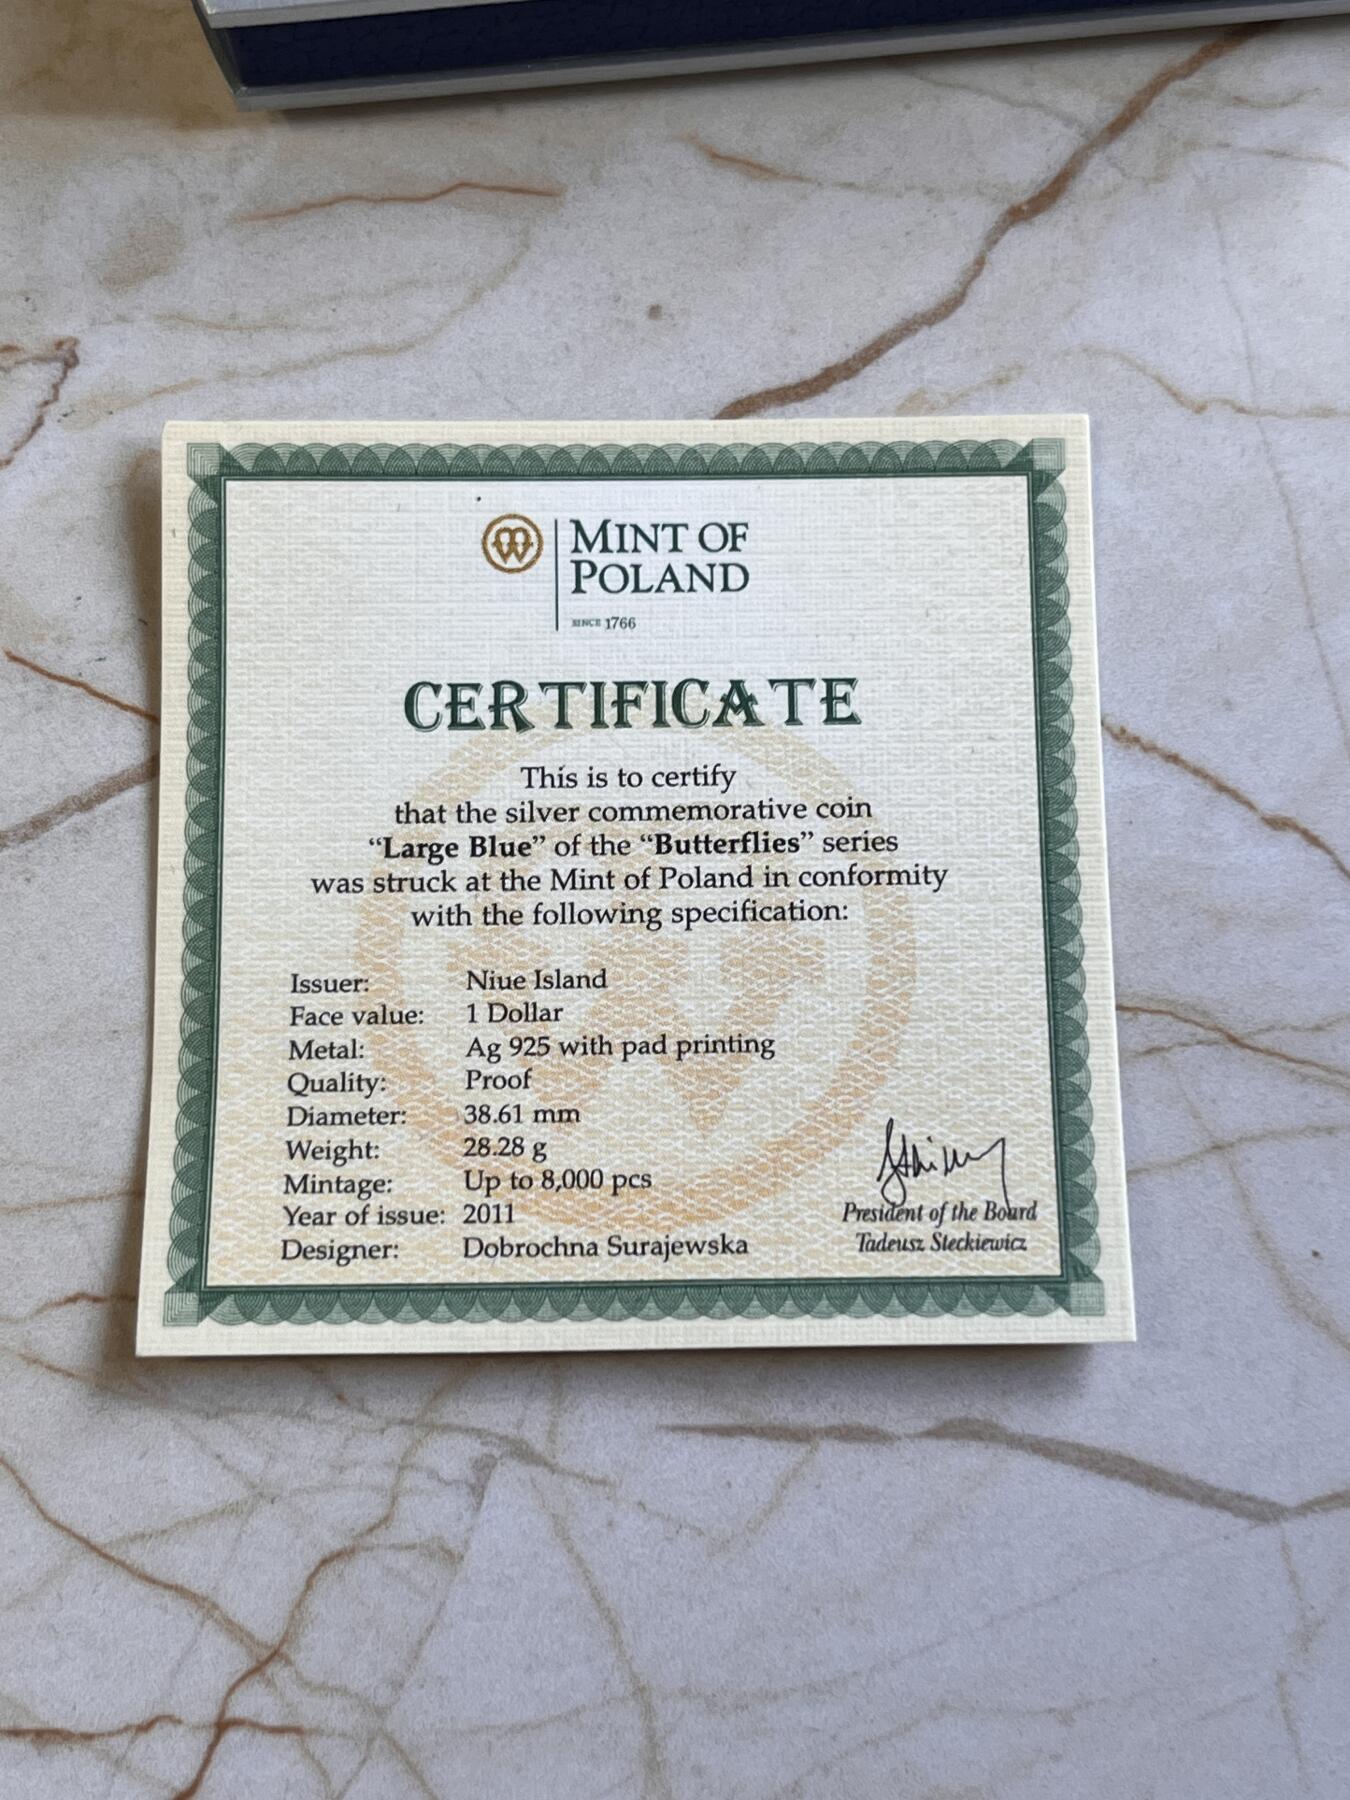 MINT OF
POLAND
SINCE 1766
CERTIFICATE
This is to certify
that the silver commemorative coin
“Large Blue” of the “Butterflies” series
was struck at the Mint of Poland in conformity
with the following specification:
Issuer: Niue Island
Face value: 1 Dollar
Metal: Ag 925 with pad printing
Quality: Proof
Diameter: 38.61 mm
Weight: 28.28 g
Mintage: Up to 8,000 pcs
Year of issue: 2011
Designer: Dobrochna Surajewska
President of the Board
Tadeusz Steckiewicz